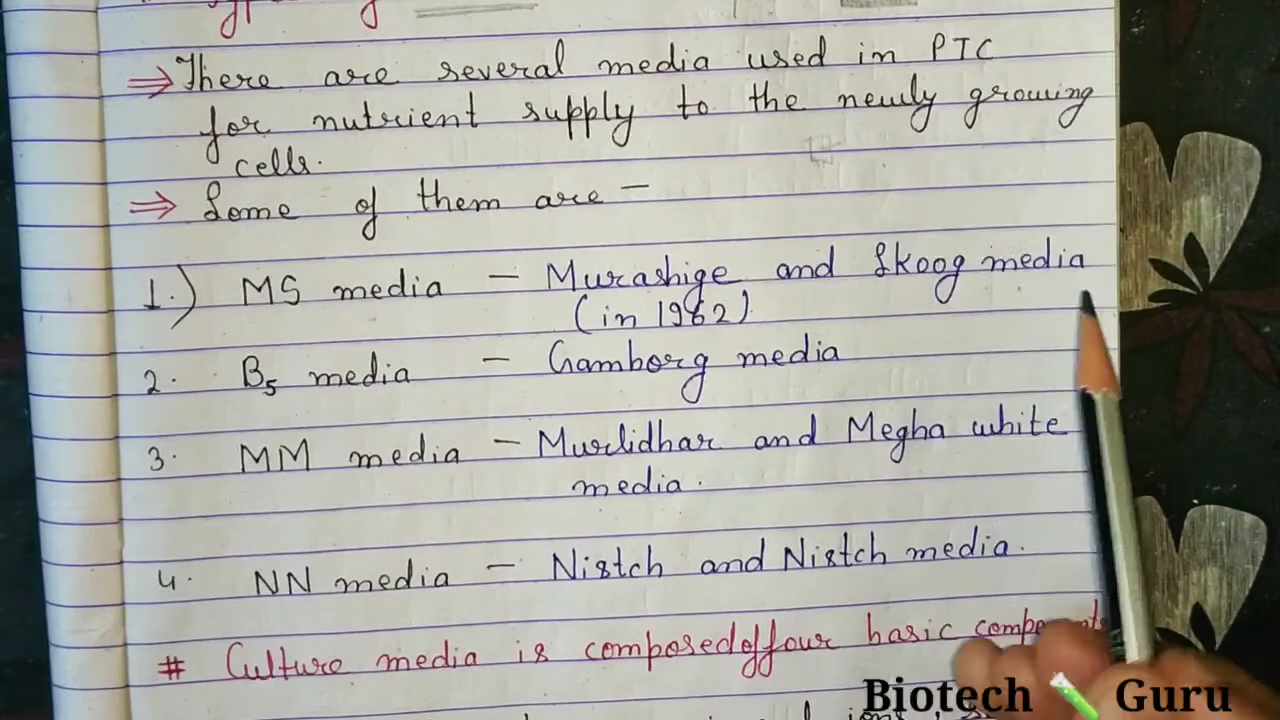 ⇒ There are several media used in PTC
for nutrient supply to the newly growing
cells.
⇒ Some of them are –
1.) MS media – Murashige and Skoog media
(in 1962)
2. B5 media – Gamborg media
3. MM media – Murlidhar and Megha white
media.
4. NN media – Nistch and Nistch media.
# Culture media is composed of four basic components
Biotech Guru